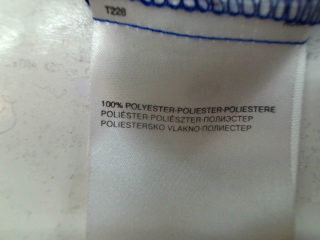 T226
100% POLYESTER-POLIESTER-POLIESTERE
POLIÉSTER-POLIÉSZTER-ПОЛИЭСТЕР
POLIESTERSKO VLAKNO-ПОЛИЕСТЕР